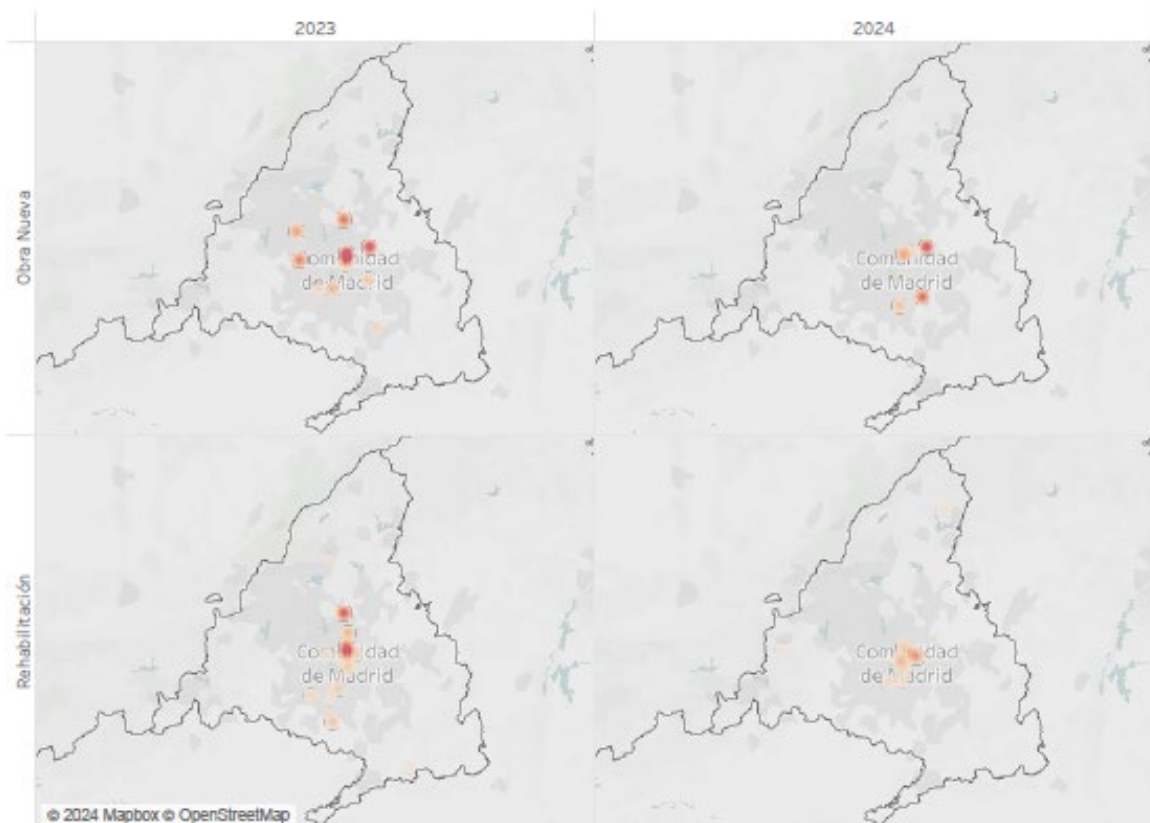 2023
2024
Obra Nueva
Comunidad
de Madrid
Comunidad
de Madrid
Rehabilitación
Comunidad
de Madrid
Comunidad
de Madrid
© 2024 Mapbox © OpenStreetMap